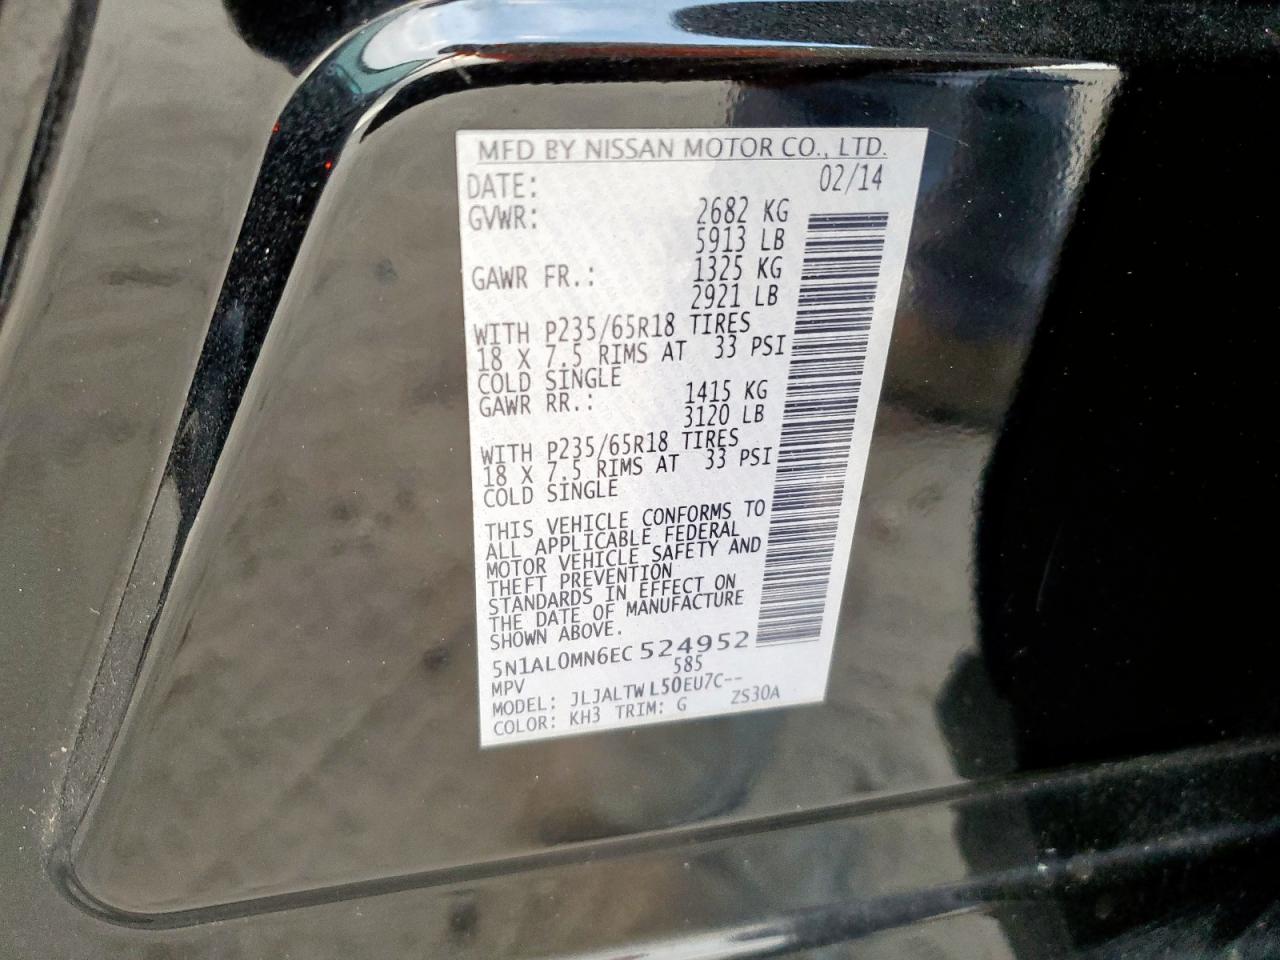 MFD BY NISSAN MOTOR CO., LTD.
DATE: 02/14
GVWR: 2682 KG
5913 LB
GAWR FR.: 1325 KG
2921 LB
WITH P235/65R18 TIRES
18 X 7.5 RIMS AT 33 PSI
COLD SINGLE
GAWR RR.: 1415 KG
3120 LB
WITH P235/65R18 TIRES
18 X 7.5 RIMS AT 33 PSI
COLD SINGLE
THIS VEHICLE CONFORMS TO
ALL APPLICABLE FEDERAL
MOTOR VEHICLE SAFETY AND
THEFT PREVENTION
STANDARDS IN EFFECT ON
THE DATE OF MANUFACTURE
SHOWN ABOVE.
5N1AL0MN6EC 524952
MPV 585
MODEL: JLJALTW L50EU7C--
COLOR: KH3 TRIM: G ZS30A